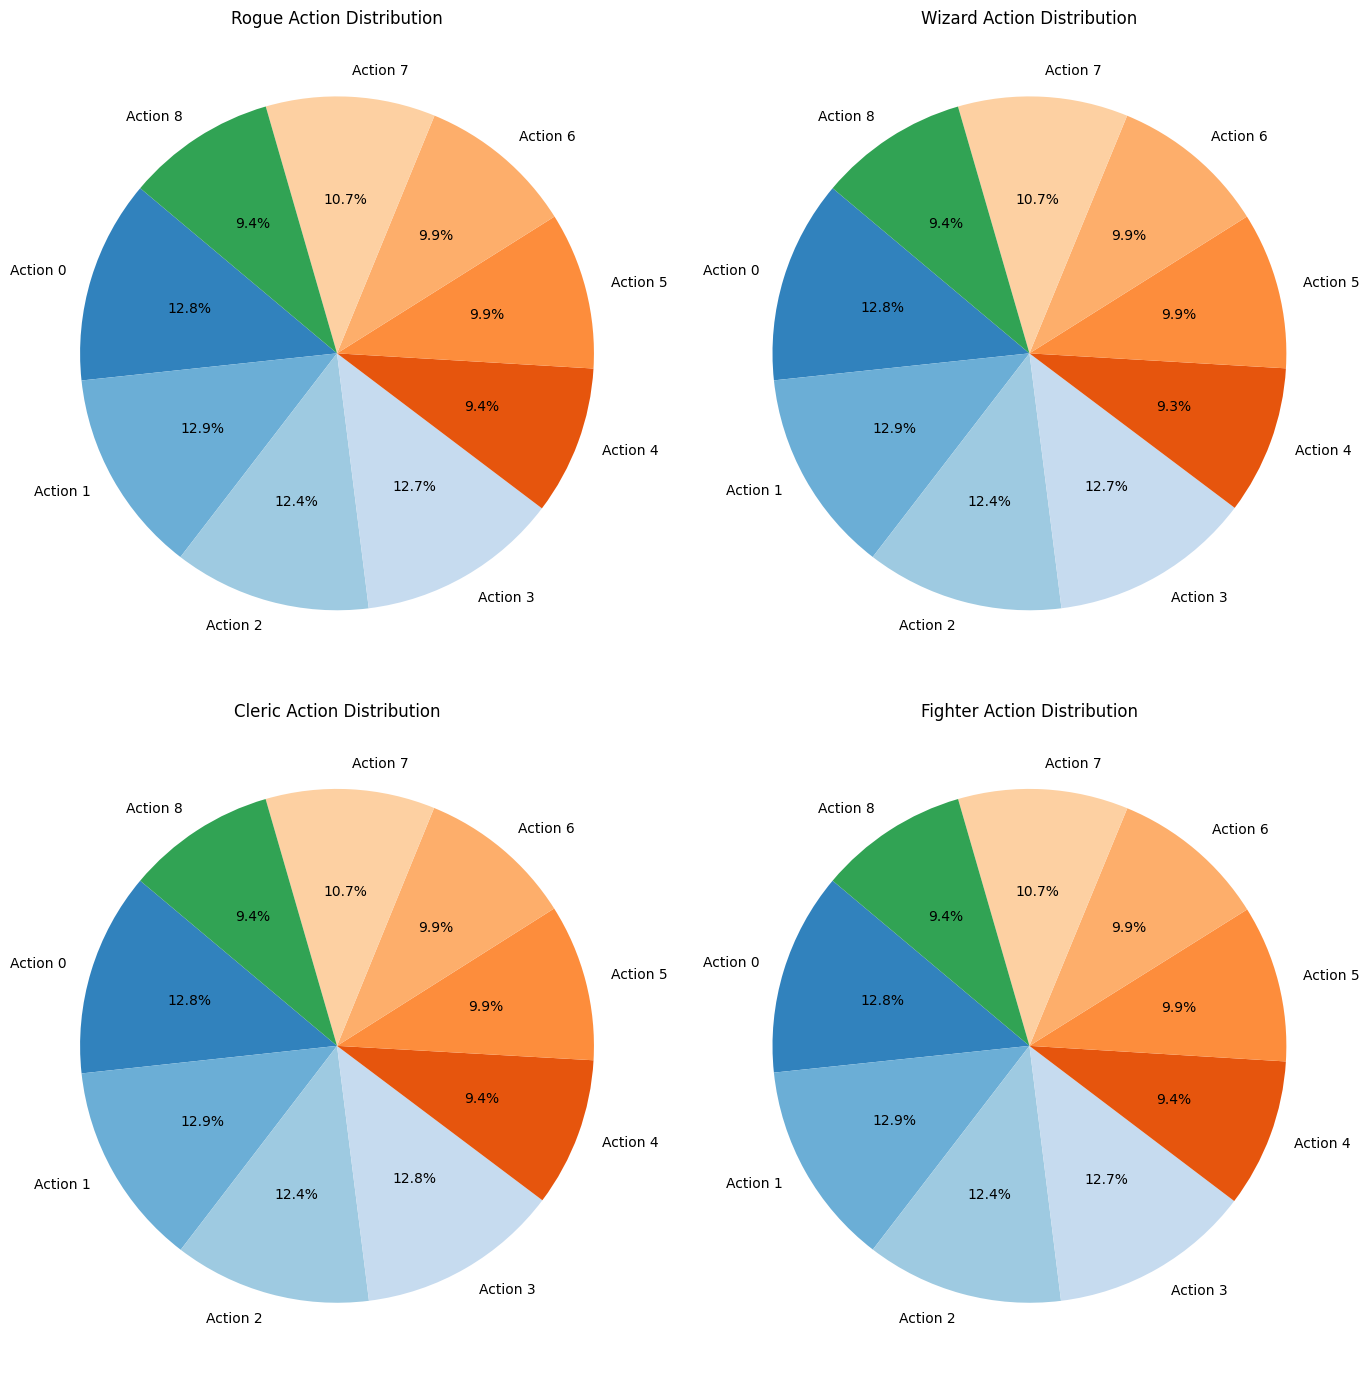 Rogue Action Distribution
Action 0
12.8%
Action 1
12.9%
Action 2
12.4%
Action 3
12.7%
Action 4
9.4%
Action 5
9.9%
Action 6
9.9%
Action 7
10.7%
Action 8
9.4%
Wizard Action Distribution
Action 0
12.8%
Action 1
12.9%
Action 2
12.4%
Action 3
12.7%
Action 4
9.3%
Action 5
9.9%
Action 6
9.9%
Action 7
10.7%
Action 8
9.4%
Cleric Action Distribution
Action 0
12.8%
Action 1
12.9%
Action 2
12.4%
Action 3
12.8%
Action 4
9.4%
Action 5
9.9%
Action 6
9.9%
Action 7
10.7%
Action 8
9.4%
Fighter Action Distribution
Action 0
12.8%
Action 1
12.9%
Action 2
12.4%
Action 3
12.7%
Action 4
9.4%
Action 5
9.9%
Action 6
9.9%
Action 7
10.7%
Action 8
9.4%